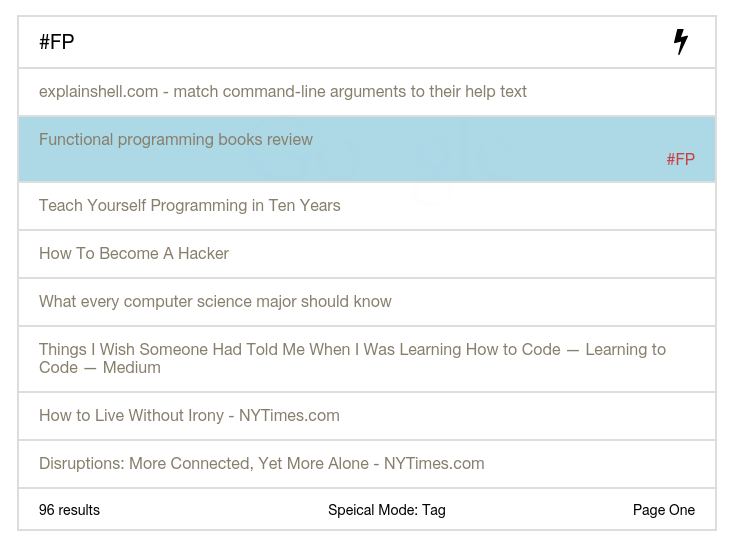 #FP
explainshell.com - match command-line arguments to their help text
Functional programming books review
#FP
Teach Yourself Programming in Ten Years
How To Become A Hacker
What every computer science major should know
Things I Wish Someone Had Told Me When I Was Learning How to Code — Learning to
Code — Medium
How to Live Without Irony - NYTimes.com
Disruptions: More Connected, Yet More Alone - NYTimes.com
96 results Speical Mode: Tag Page One